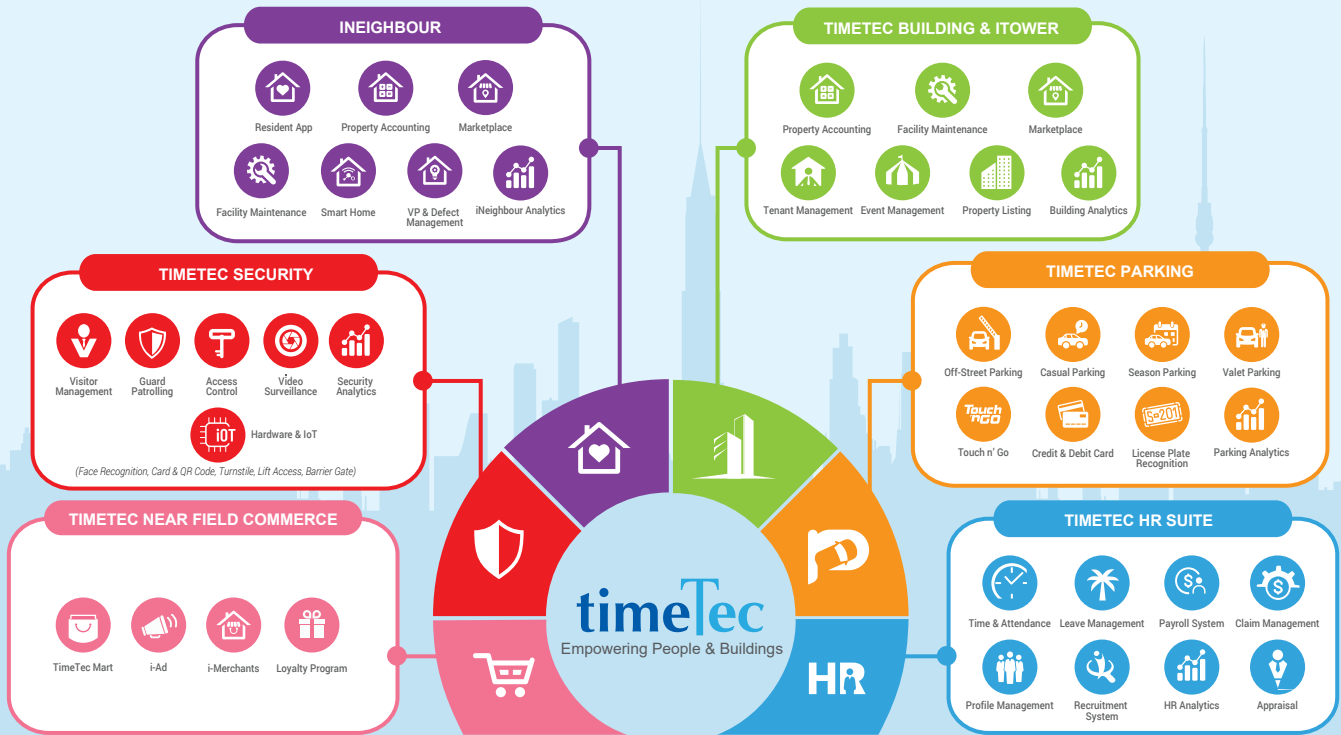 INEIGHBOUR
Resident App
Property Accounting
Marketplace
Facility Maintenance
Smart Home
VP & Defect
Management
iNeighbour Analytics
TIMETEC BUILDING & ITOWER
Property Accounting
Facility Maintenance
Marketplace
Tenant Management
Event Management
Property Listing
Building Analytics
TIMETEC SECURITY
Visitor
Management
Guard
Patrolling
Access
Control
Video
Surveillance
Security
Analytics
iOT
Hardware & IoT
(Face Recognition, Card & QR Code, Turnstile, Lift Access, Barrier Gate)
TIMETEC PARKING
Off-Street Parking
Casual Parking
Season Parking
Valet Parking
Touch
nGO
Touch n' Go
Credit & Debit Card
S-201
License Plate
Recognition
Parking Analytics
TIMETEC NEAR FIELD COMMERCE
TimeTec Mart
i-Ad
i-Merchants
Loyalty Program
timeTec
Empowering People & Buildings
P
HR
TIMETEC HR SUITE
Time & Attendance
Leave Management
$
Payroll System
$
Claim Management
Profile Management
Recruitment
System
HR Analytics
Appraisal